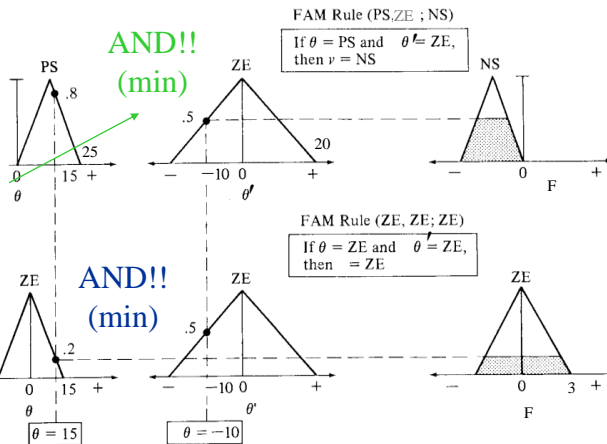 FAM Rule (PS,ZE ; NS)
If θ = PS and θ' = ZE,
then ν = NS
AND!!
(min)
PS
.8
0 15 +
25
θ
ZE
.5
20
− −10 0 +
θ'
NS
0
F
FAM Rule (ZE, ZE; ZE)
If θ = ZE and θ' = ZE,
then = ZE
AND!!
(min)
ZE
.2
0 15 +
θ
ZE
.5
− −10 0 +
θ'
ZE
− 0 3 +
F
θ = 15
θ = −10